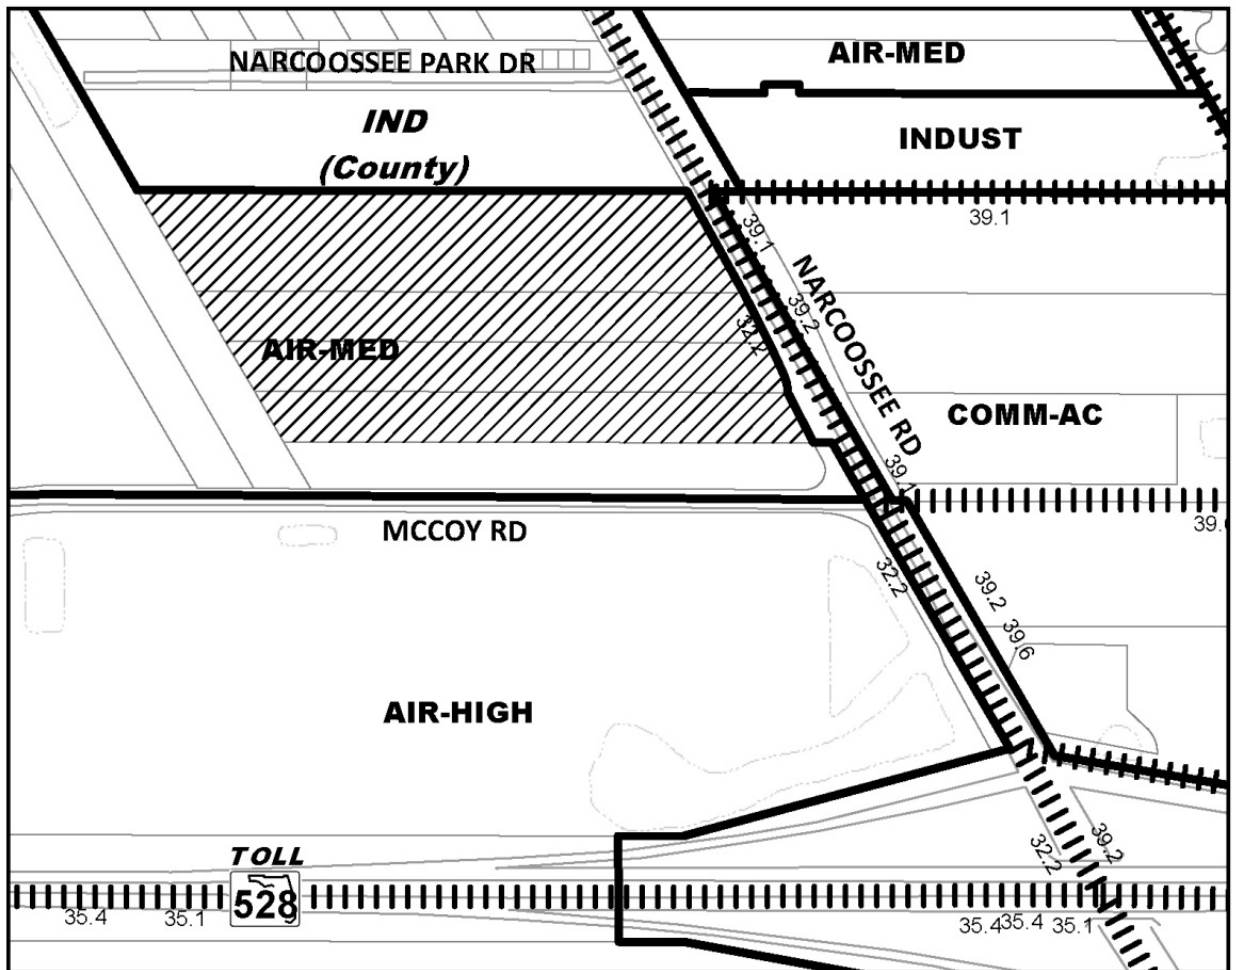 AIR-MED
NARCOOSSEE PARK DR
IND
(County)
INDUST
39.1
39.1
NARCOOSSEE RD
39.2
32.2
AIR-MED
COMM-AC
39.1
MCCOY RD
32.2
39.2
39.6
AIR-HIGH
TOLL
528
32.2
39.2
35.4
35.1
35.4
35.4
35.1